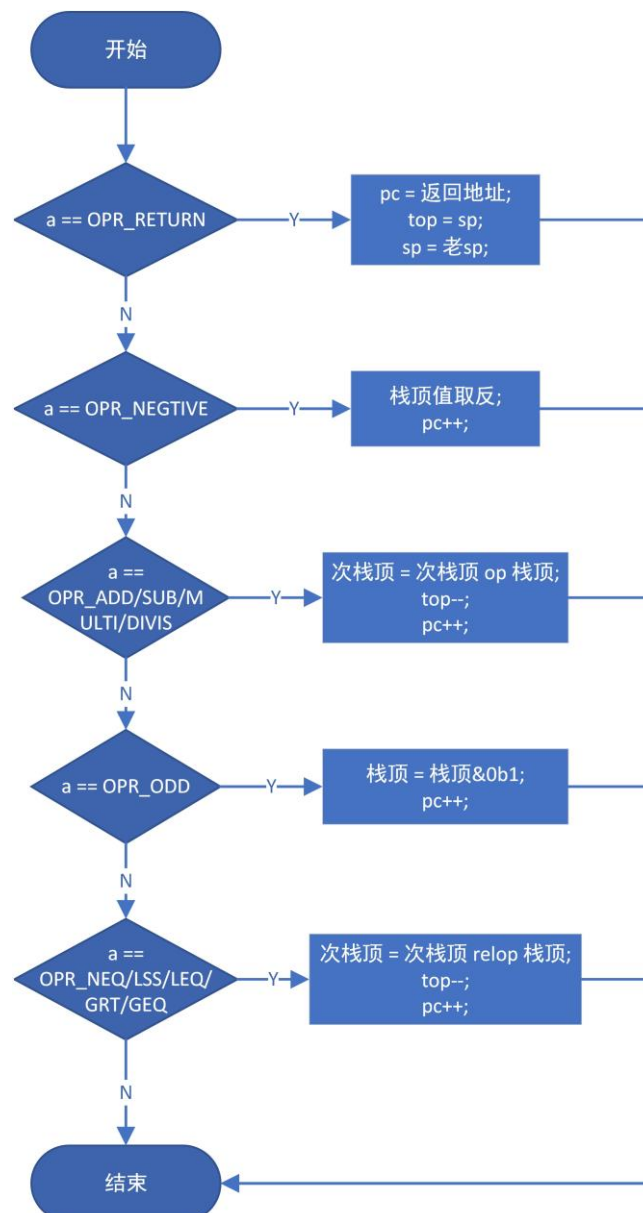 开始
a == OPR_RETURN
Y
pc = 返回地址;
top = sp;
sp = 老sp;
N
a == OPR_NEGTIVE
Y
栈顶值取反;
pc++;
N
a ==
OPR_ADD/SUB/M
ULTI/DIVIS
Y
次栈顶 = 次栈顶 op 栈顶;
top--;
pc++;
N
a == OPR_ODD
Y
栈顶 = 栈顶&0b1;
pc++;
N
a ==
OPR_NEQ/LSS/LEQ/
GRT/GEQ
Y
次栈顶 = 次栈顶 relop 栈顶;
top--;
pc++;
N
结束